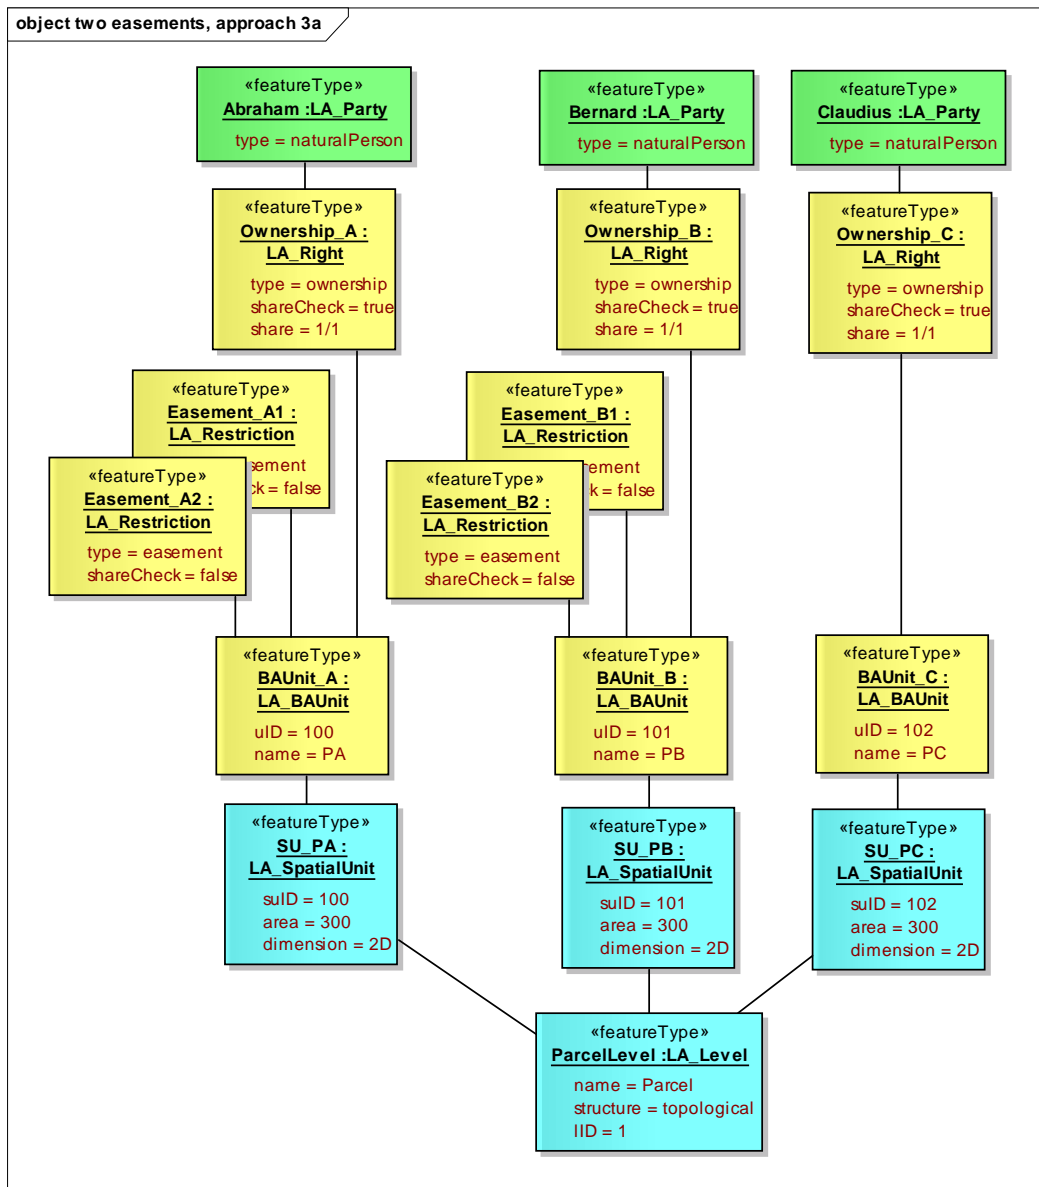 object two easements, approach 3a
«featureType»
Abraham :LA_Party
type = naturalPerson
«featureType»
Bernard :LA_Party
type = naturalPerson
«featureType»
Claudius :LA_Party
type = naturalPerson
«featureType»
Ownership_A :
LA_Right
type = ownership
shareCheck = true
share = 1/1
«featureType»
Ownership_B :
LA_Right
type = ownership
shareCheck = true
share = 1/1
«featureType»
Ownership_C :
LA_Right
type = ownership
shareCheck = true
share = 1/1
«featureType»
Easement_A1 :
LA_Restriction
sement
ck = false
«featureType»
Easement_A2 :
LA_Restriction
type = easement
shareCheck = false
«featureType»
Easement_B1 :
LA_Restriction
sement
ck = false
«featureType»
Easement_B2 :
LA_Restriction
type = easement
shareCheck = false
«featureType»
BAUnit_A :
LA_BAUnit
uID = 100
name = PA
«featureType»
BAUnit_B :
LA_BAUnit
uID = 101
name = PB
«featureType»
BAUnit_C :
LA_BAUnit
uID = 102
name = PC
«featureType»
SU_PA :
LA_SpatialUnit
suID = 100
area = 300
dimension = 2D
«featureType»
SU_PB :
LA_SpatialUnit
suID = 101
area = 300
dimension = 2D
«featureType»
SU_PC :
LA_SpatialUnit
suID = 102
area = 300
dimension = 2D
«featureType»
ParcelLevel :LA_Level
name = Parcel
structure = topological
lID = 1